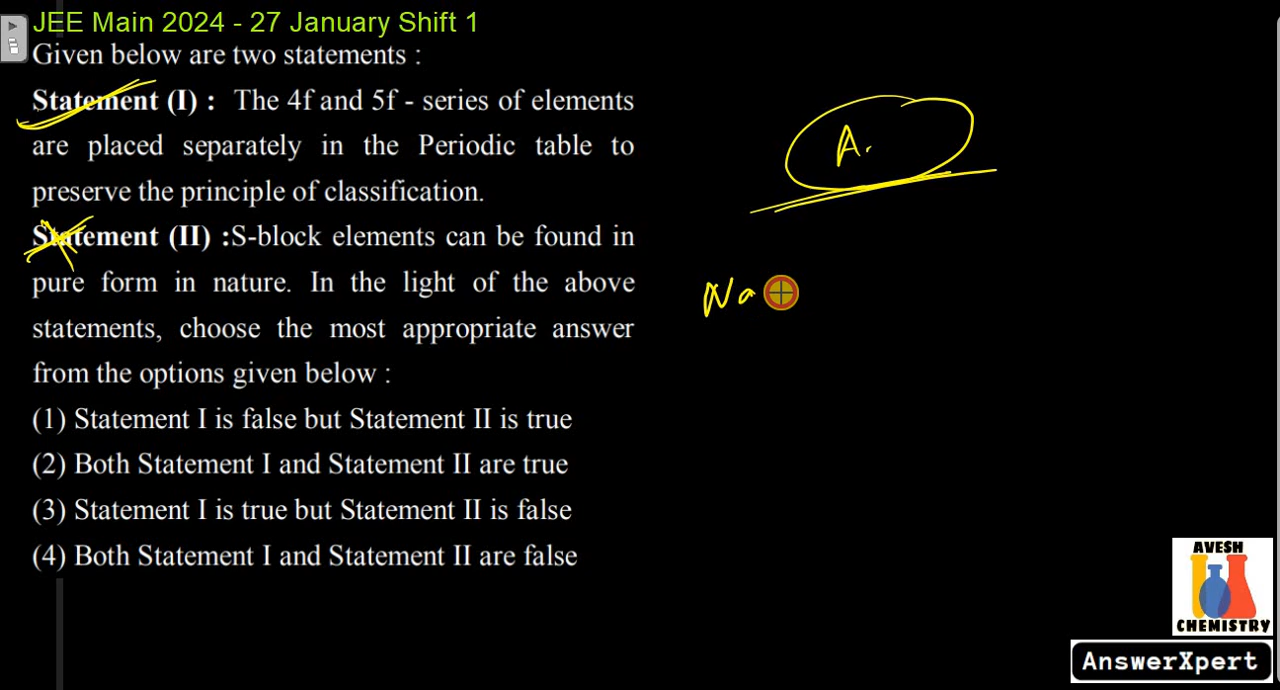 JEE Main 2024 - 27 January Shift 1
Given below are two statements :
Statement (I) : The 4f and 5f - series of elements
are placed separately in the Periodic table to
preserve the principle of classification.
Statement (II) :S-block elements can be found in
pure form in nature. In the light of the above
statements, choose the most appropriate answer
from the options given below :
(1) Statement I is false but Statement II is true
(2) Both Statement I and Statement II are true
(3) Statement I is true but Statement II is false
(4) Both Statement I and Statement II are false
A.
Na
AVESH
CHEMISTRY
AnswerXpert